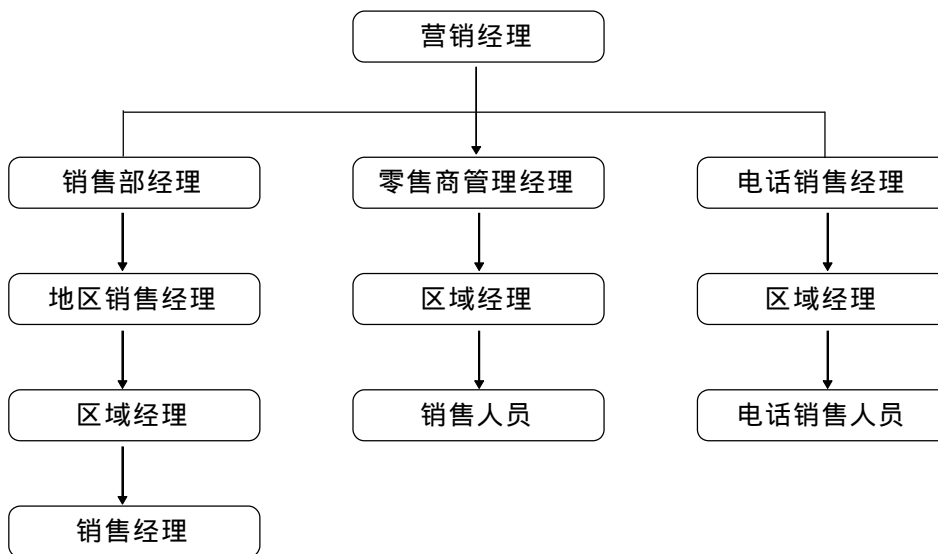 营销经理
销售部经理
零售商管理经理
电话销售经理
地区销售经理
区域经理
区域经理
区域经理
销售人员
电话销售人员
销售经理